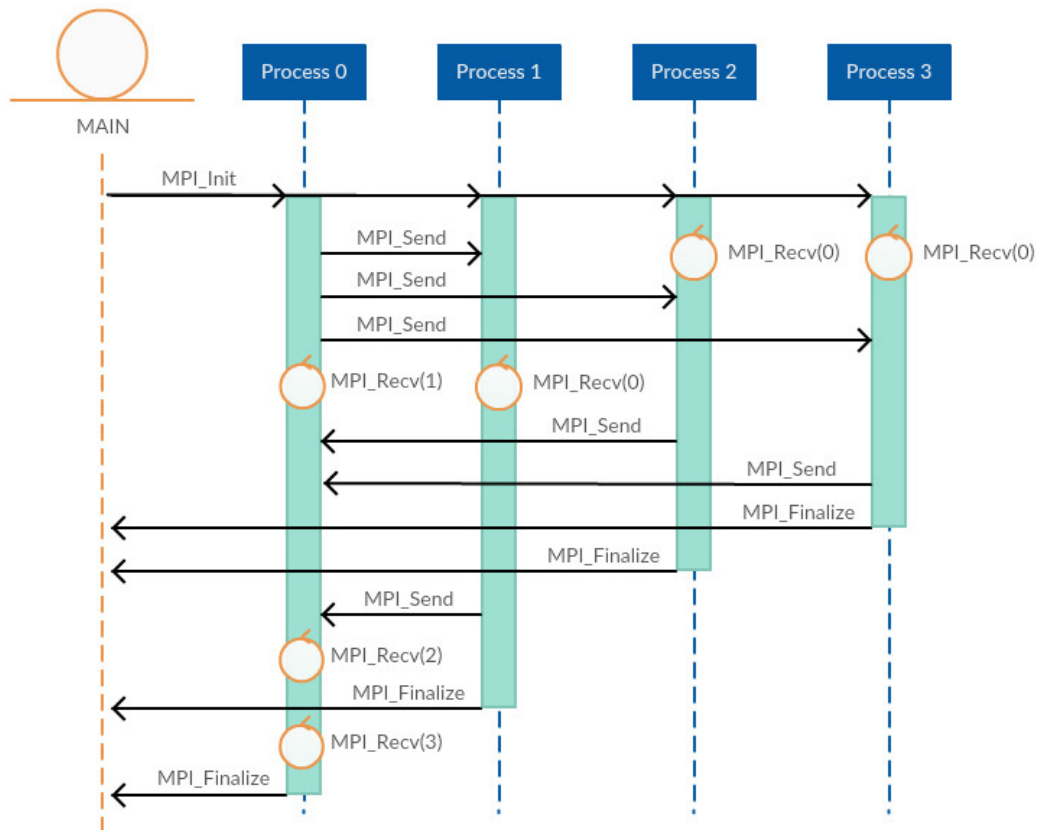 Process 0
Process 1
Process 2
Process 3
MAIN
MPI_Init
MPI_Send
MPI_Recv(0)
MPI_Recv(0)
MPI_Send
MPI_Send
MPI_Recv(1)
MPI_Recv(0)
MPI_Send
MPI_Send
MPI_Finalize
MPI_Finalize
MPI_Send
MPI_Recv(2)
MPI_Finalize
MPI_Recv(3)
MPI_Finalize